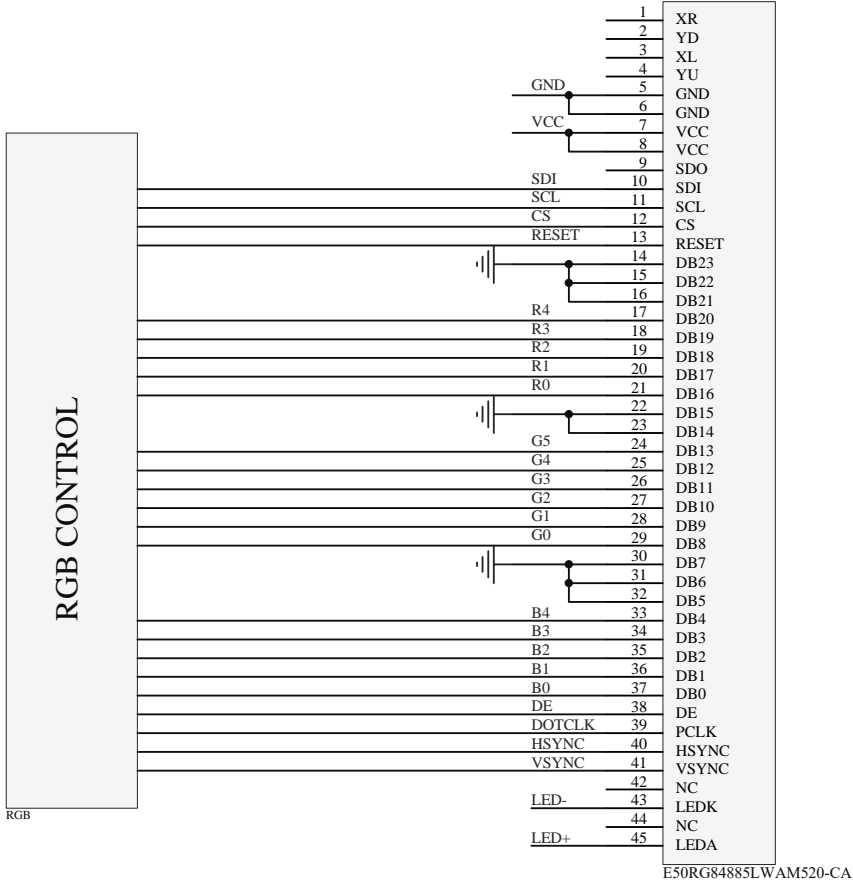 1 XR
2 YD
3 XL
4 YU
GND 5 GND
6 GND
VCC 7 VCC
8 VCC
9 SDO
SDI 10 SDI
SCL 11 SCL
CS 12 CS
RESET 13 RESET
14 DB23
15 DB22
16 DB21
R4 17 DB20
R3 18 DB19
R2 19 DB18
R1 20 DB17
R0 21 DB16
22 DB15
23 DB14
G5 24 DB13
G4 25 DB12
G3 26 DB11
G2 27 DB10
G1 28 DB9
G0 29 DB8
30 DB7
31 DB6
32 DB5
B4 33 DB4
B3 34 DB3
B2 35 DB2
B1 36 DB1
B0 37 DB0
DE 38 DE
DOTCLK 39 PCLK
HSYNC 40 HSYNC
VSYNC 41 VSYNC
42 NC
LED- 43 LEDK
44 NC
LED+ 45 LEDA
RGB CONTROL
RGB
E50RG84885LWAM520-CA